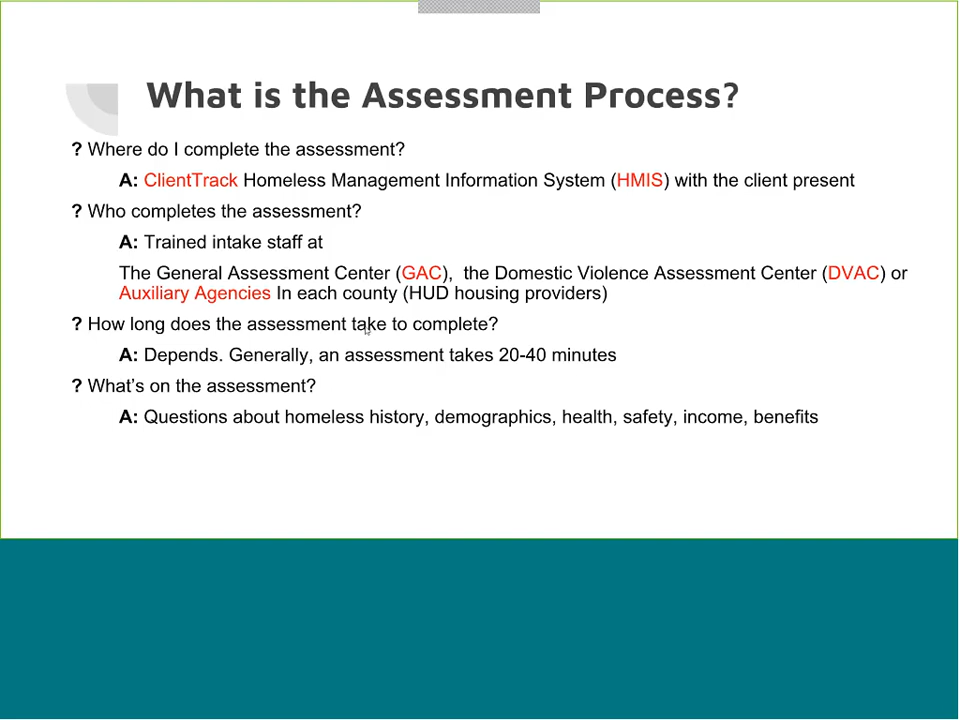 What is the Assessment Process?
? Where do I complete the assessment?
A: ClientTrack Homeless Management Information System (HMIS) with the client present
? Who completes the assessment?
A: Trained intake staff at
The General Assessment Center (GAC),  the Domestic Violence Assessment Center (DVAC) or
Auxiliary Agencies In each county (HUD housing providers)
? How long does the assessment take to complete?
A: Depends. Generally, an assessment takes 20-40 minutes
? What’s on the assessment?
A: Questions about homeless history, demographics, health, safety, income, benefits